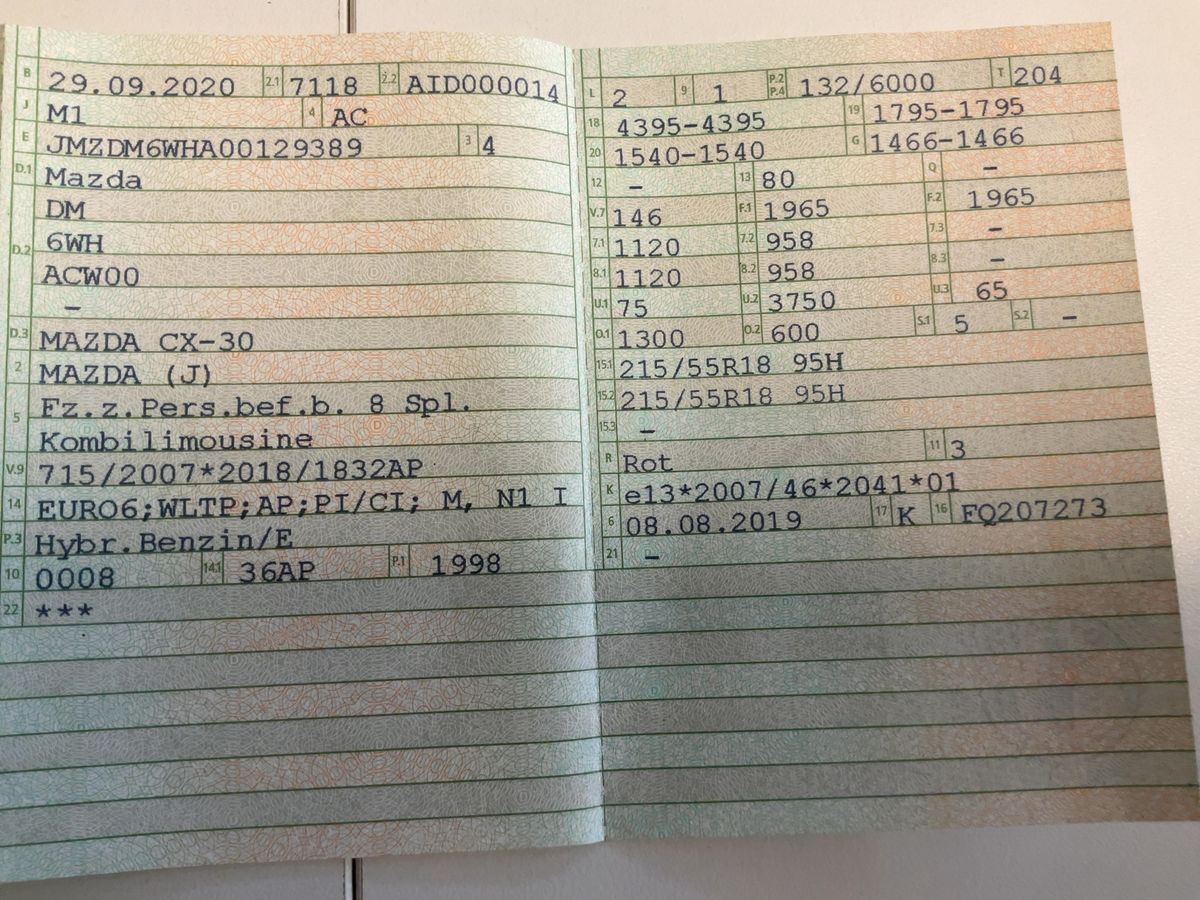 B 29.09.2020 2.1 7118 2.2 AID000014
J M1 4 AC
E JMZDM6WHA00129389 3 4
D.1 Mazda
D.2 DM
6WH
ACW00
–
D.3 MAZDA CX-30
2 MAZDA (J)
5 Fz.z.Pers.bef.b. 8 Spl.
Kombilimousine
V.9 715/2007*2018/1832AP
14 EURO6;WLTP;AP;PI/CI; M, N1 I
P.3 Hybr.Benzin/E
10 0008 14.1 36AP P.1 1998
22 ***
L 2 9 1 P.2 P.4 132/6000 T 204
18 4395-4395 19 1795-1795
20 1540-1540 G 1466-1466
12 – 13 80 Q –
V.7 146 F.1 1965 F.2 1965
7.1 1120 7.2 958 7.3 –
8.1 1120 8.2 958 8.3 –
U.1 75 U.2 3750 U.3 65
O.1 1300 O.2 600 S.1 5 S.2 –
15.1 215/55R18 95H
15.2 215/55R18 95H
15.3 –
R Rot 11 3
K e13*2007/46*2041*01
6 08.08.2019 17 K 16 FQ207273
21 –